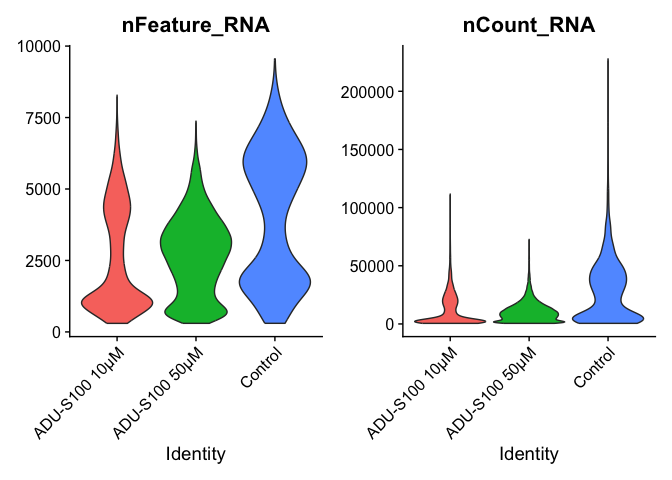 nFeature_RNA
10000
7500
5000
2500
0
ADU-S100 10µM
ADU-S100 50µM
Control
Identity
nCount_RNA
200000
150000
100000
50000
0
ADU-S100 10µM
ADU-S100 50µM
Control
Identity